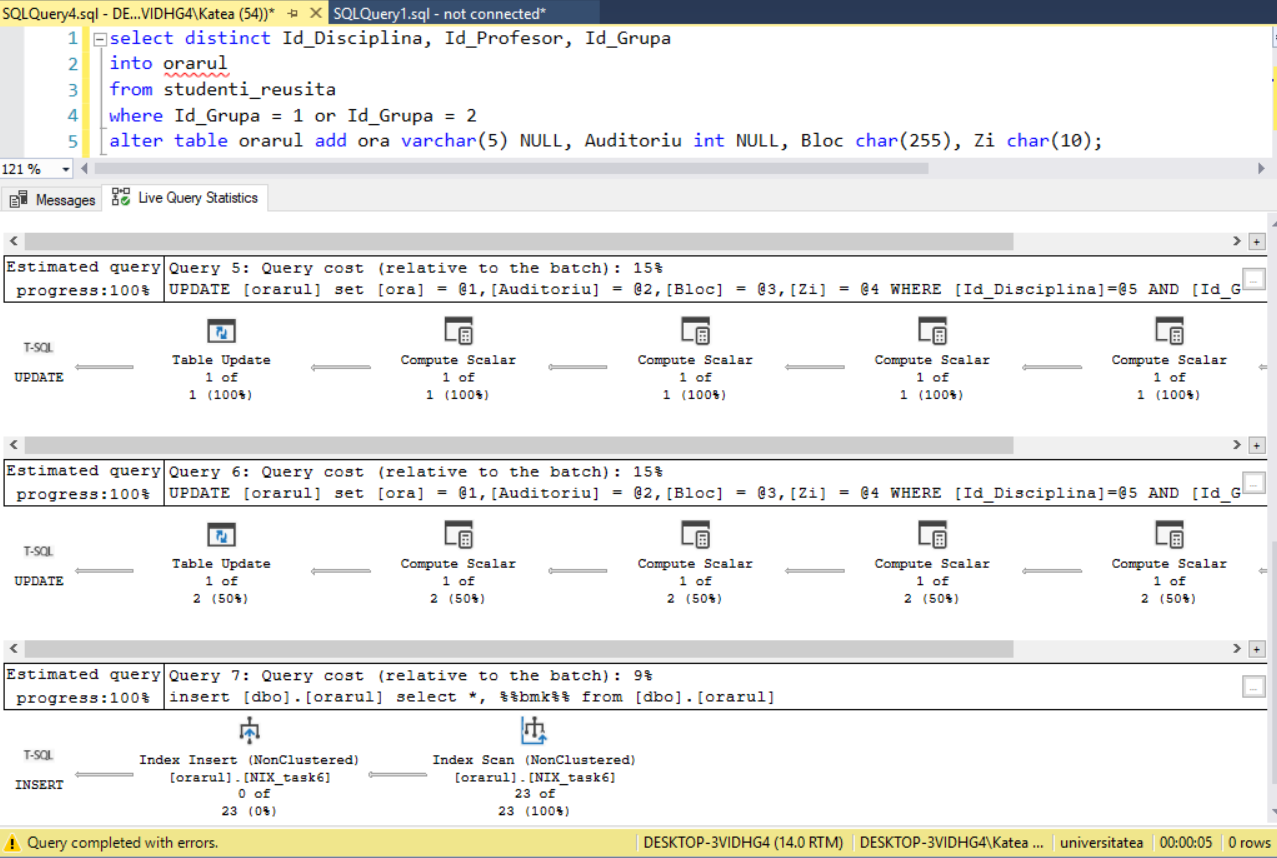 SQLQuery4.sql - DE...VIDHG4\Katea (54))* SQLQuery1.sql - not connected*
1 select distinct Id_Disciplina, Id_Profesor, Id_Grupa
2 into orarul
3 from studenti_reusita
4 where Id_Grupa = 1 or Id_Grupa = 2
5 alter table orarul add ora varchar(5) NULL, Auditoriu int NULL, Bloc char(255), Zi char(10);
121 %
Messages Live Query Statistics
Estimated query Query 5: Query cost (relative to the batch): 15%
progress:100% UPDATE [orarul] set [ora] = @1,[Auditoriu] = @2,[Bloc] = @3,[Zi] = @4 WHERE [Id_Disciplina]=@5 AND [Id_G
T-SQL
UPDATE
Table Update Compute Scalar Compute Scalar Compute Scalar Compute Scalar
1 of 1 of 1 of 1 of 1 of
1 (100%) 1 (100%) 1 (100%) 1 (100%) 1 (100%)
Estimated query Query 6: Query cost (relative to the batch): 15%
progress:100% UPDATE [orarul] set [ora] = @1,[Auditoriu] = @2,[Bloc] = @3,[Zi] = @4 WHERE [Id_Disciplina]=@5 AND [Id_G
T-SQL
UPDATE
Table Update Compute Scalar Compute Scalar Compute Scalar Compute Scalar
1 of 1 of 1 of 1 of 1 of
2 (50%) 2 (50%) 2 (50%) 2 (50%) 2 (50%)
Estimated query Query 7: Query cost (relative to the batch): 9%
progress:100% insert [dbo].[orarul] select *, %%bmk%% from [dbo].[orarul]
T-SQL
INSERT
Index Insert (NonClustered) Index Scan (NonClustered)
[orarul].[NIX_task6] [orarul].[NIX_task6]
0 of 23 of
23 (0%) 23 (100%)
Query completed with errors. DESKTOP-3VIDHG4 (14.0 RTM) DESKTOP-3VIDHG4\Katea ... universitatea 00:00:05 0 rows